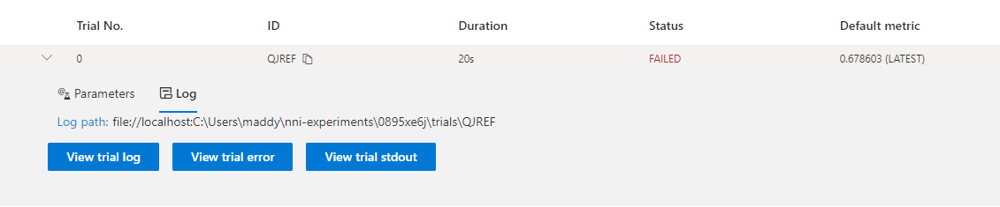 Trial No. ID Duration Status Default metric
0 QJREF 20s FAILED 0.678603 (LATEST)
Parameters Log
Log path: file://localhost:C:\Users\maddy\nni-experiments\0895xe6j\trials\QJREF
View trial log View trial error View trial stdout